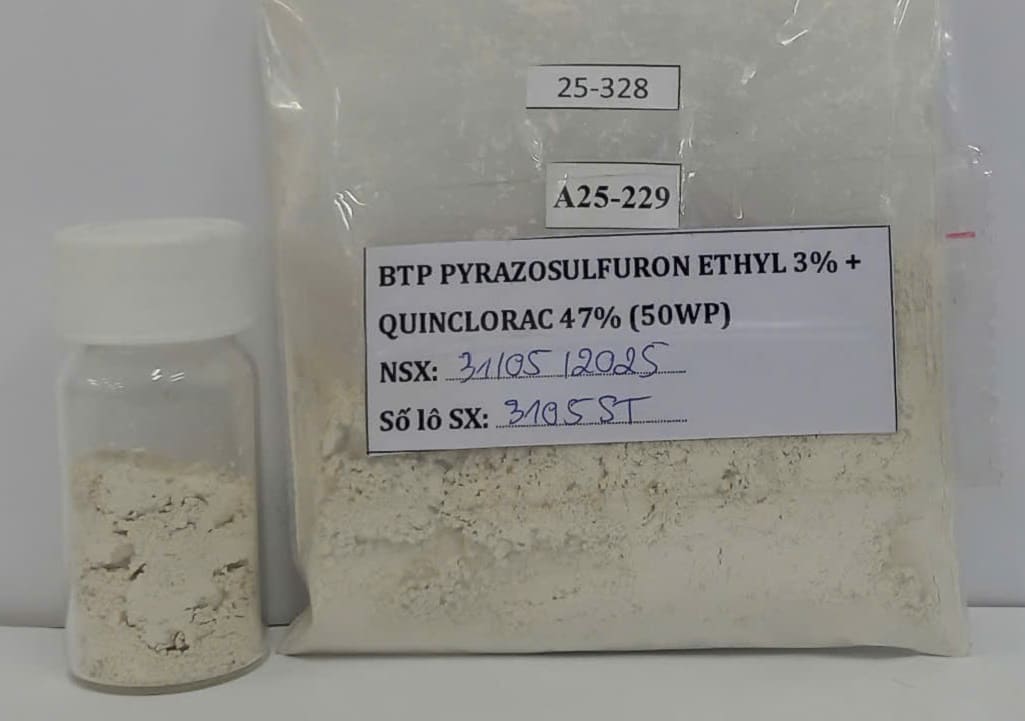 25-328
A25-229
BTP PYRAZOSULFURON ETHYL 3% +
QUINCLORAC 47% (50WP)
NSX: 31/05/2025
Số lô SX: 3105ST